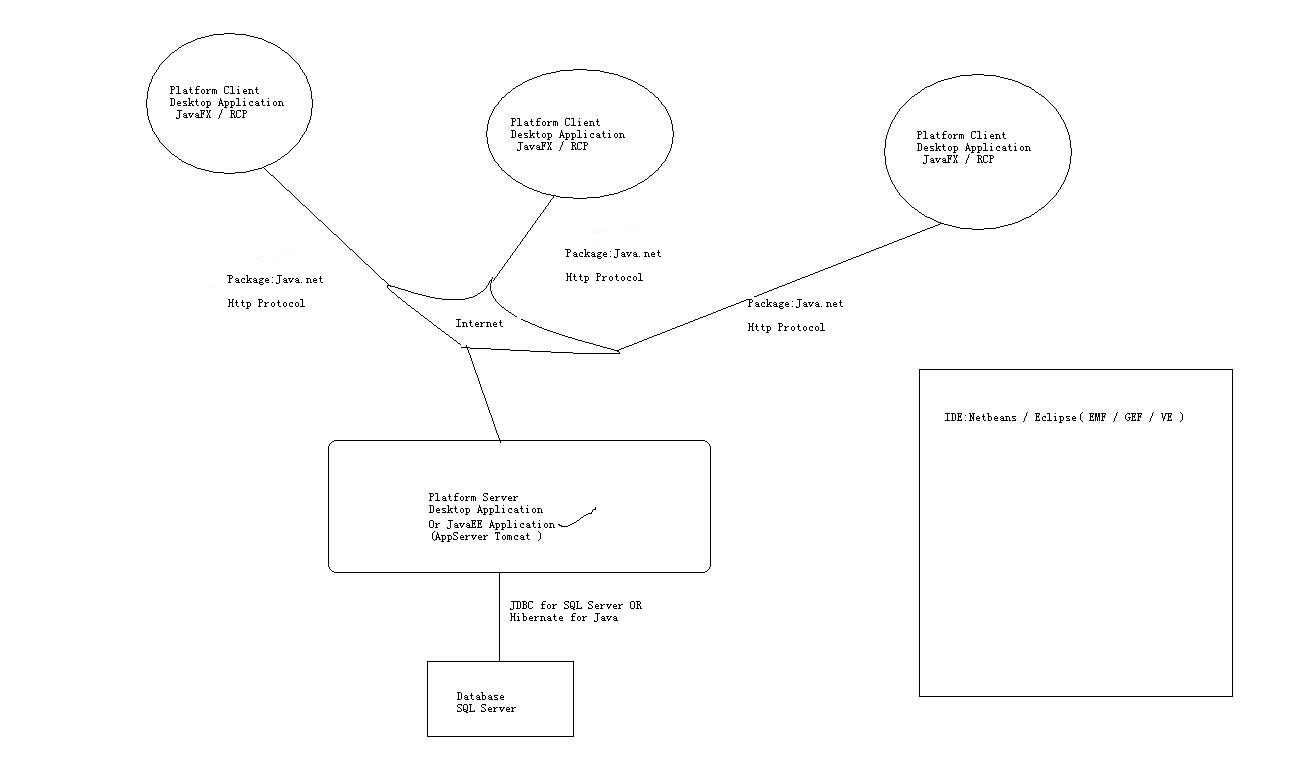 Platform Client
Desktop Application
JavaFX / RCP
Platform Client
Desktop Application
JavaFX / RCP
Platform Client
Desktop Application
JavaFX / RCP
Package:Java.net
Http Protocol
Package:Java.net
Http Protocol
Package:Java.net
Http Protocol
Internet
IDE:Netbeans / Eclipse( EMF / GEF / VE )
Platform Server
Desktop Application
Or JavaEE Application
(AppServer Tomcat )
JDBC for SQL Server OR
Hibernate for Java
Database
SQL Server